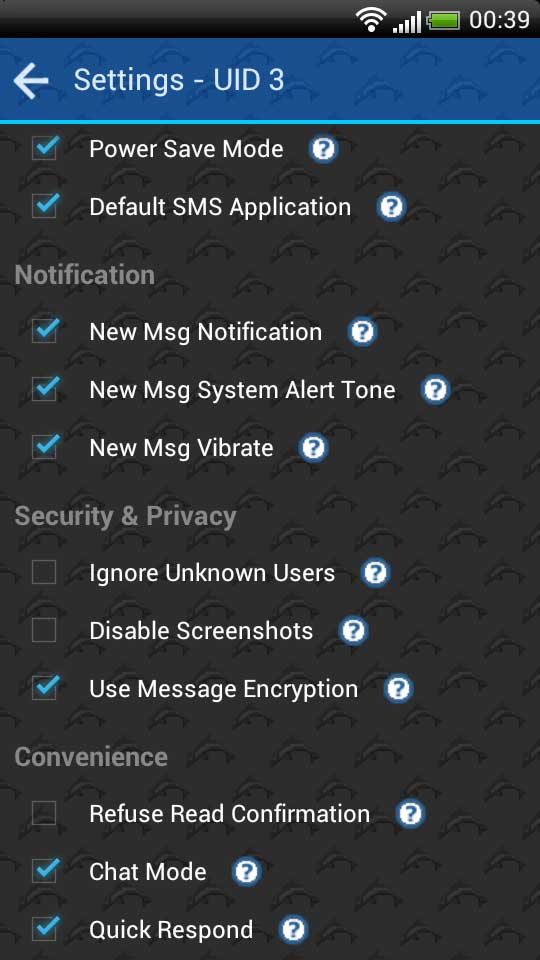 00:39
Settings - UID 3
Power Save Mode ?
Default SMS Application ?
Notification
New Msg Notification ?
New Msg System Alert Tone ?
New Msg Vibrate ?
Security & Privacy
Ignore Unknown Users ?
Disable Screenshots ?
Use Message Encryption ?
Convenience
Refuse Read Confirmation ?
Chat Mode ?
Quick Respond ?